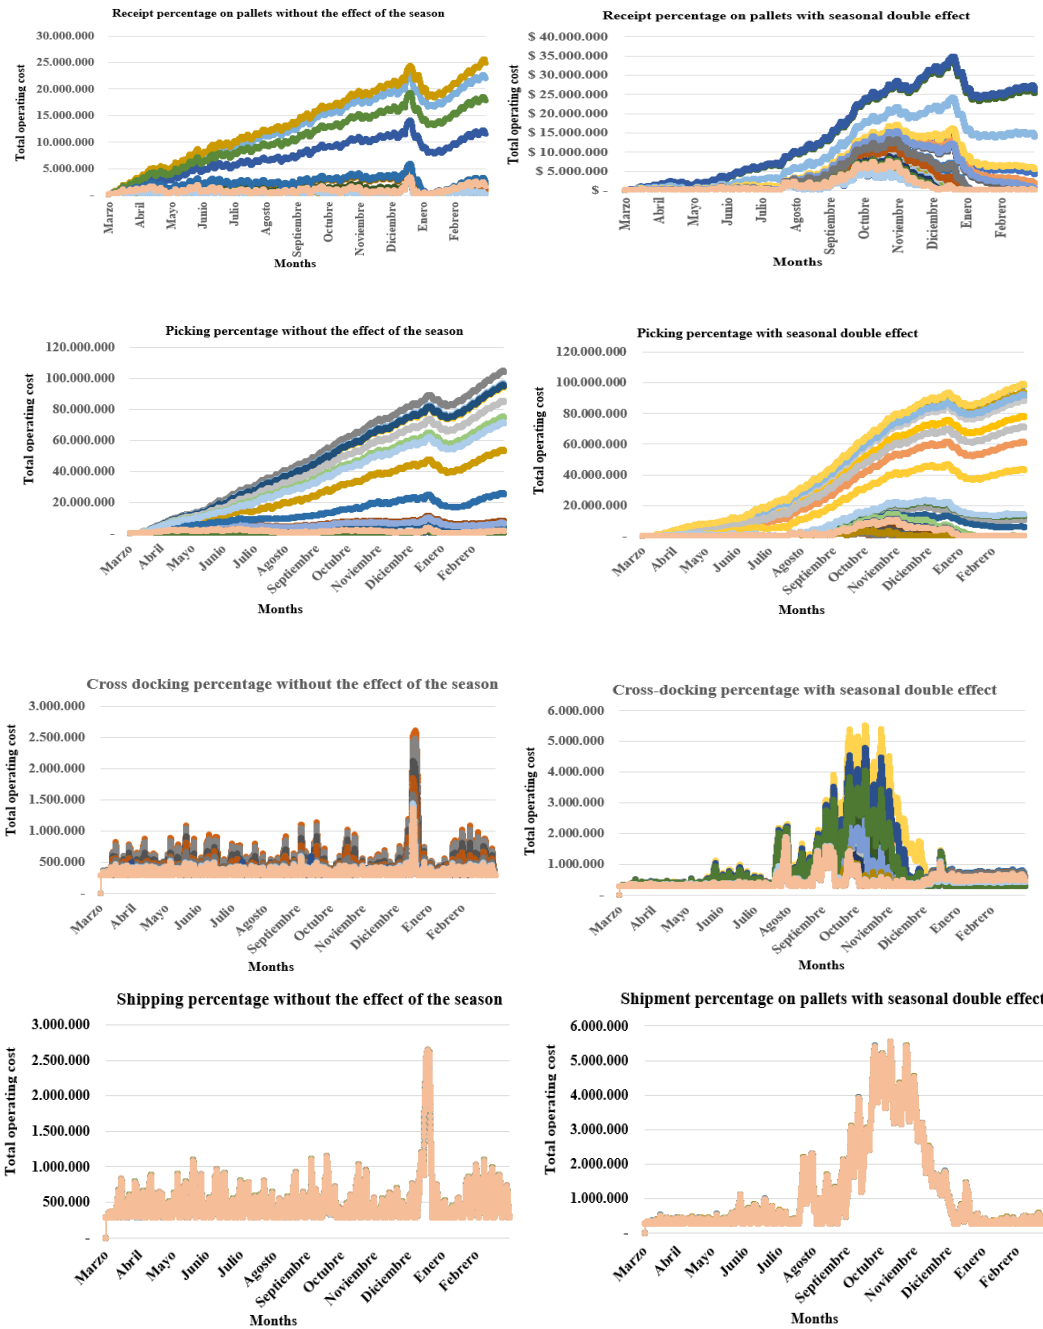 Receipt percentage on pallets without the effect of the season
Total operating cost
30.000.000
25.000.000
20.000.000
15.000.000
10.000.000
5.000.000
-
Marzo
Abril
Mayo
Junio
Julio
Agosto
Septiembre
Octubre
Noviembre
Diciembre
Enero
Febrero
Months
Receipt percentage on pallets with seasonal double effect
Total operating cost
$ 40.000.000
$ 35.000.000
$ 30.000.000
$ 25.000.000
$ 20.000.000
$ 15.000.000
$ 10.000.000
$ 5.000.000
$ -
Marzo
Abril
Mayo
Junio
Julio
Agosto
Septiembre
Octubre
Noviembre
Diciembre
Enero
Febrero
Months
Picking percentage without the effect of the season
Total operating cost
120.000.000
100.000.000
80.000.000
60.000.000
40.000.000
20.000.000
-
Marzo
Abril
Mayo
Junio
Julio
Agosto
Septiembre
Octubre
Noviembre
Diciembre
Enero
Febrero
Months
Picking percentage with seasonal double effect
Total operating cost
120.000.000
100.000.000
80.000.000
60.000.000
40.000.000
20.000.000
-
Marzo
Abril
Mayo
Junio
Julio
Agosto
Septiembre
Octubre
Noviembre
Diciembre
Enero
Febrero
Months
Cross docking percentage without the effect of the season
Total operating cost
3.000.000
2.500.000
2.000.000
1.500.000
1.000.000
500.000
-
Marzo
Abril
Mayo
Junio
Julio
Agosto
Septiembre
Octubre
Noviembre
Diciembre
Enero
Febrero
Months
Cross-docking percentage with seasonal double effect
Total operating cost
6.000.000
5.000.000
4.000.000
3.000.000
2.000.000
1.000.000
-
Marzo
Abril
Mayo
Junio
Julio
Agosto
Septiembre
Octubre
Noviembre
Diciembre
Enero
Febrero
Months
Shipping percentage without the effect of the season
Total operating cost
3.000.000
2.500.000
2.000.000
1.500.000
1.000.000
500.000
-
Marzo
Abril
Mayo
Junio
Julio
Agosto
Septiembre
Octubre
Noviembre
Diciembre
Enero
Febrero
Months
Shipment percentage on pallets with seasonal double effect
Total operating cost
6.000.000
5.000.000
4.000.000
3.000.000
2.000.000
1.000.000
-
Marzo
Abril
Mayo
Junio
Julio
Agosto
Septiembre
Octubre
Noviembre
Diciembre
Enero
Febrero
Months